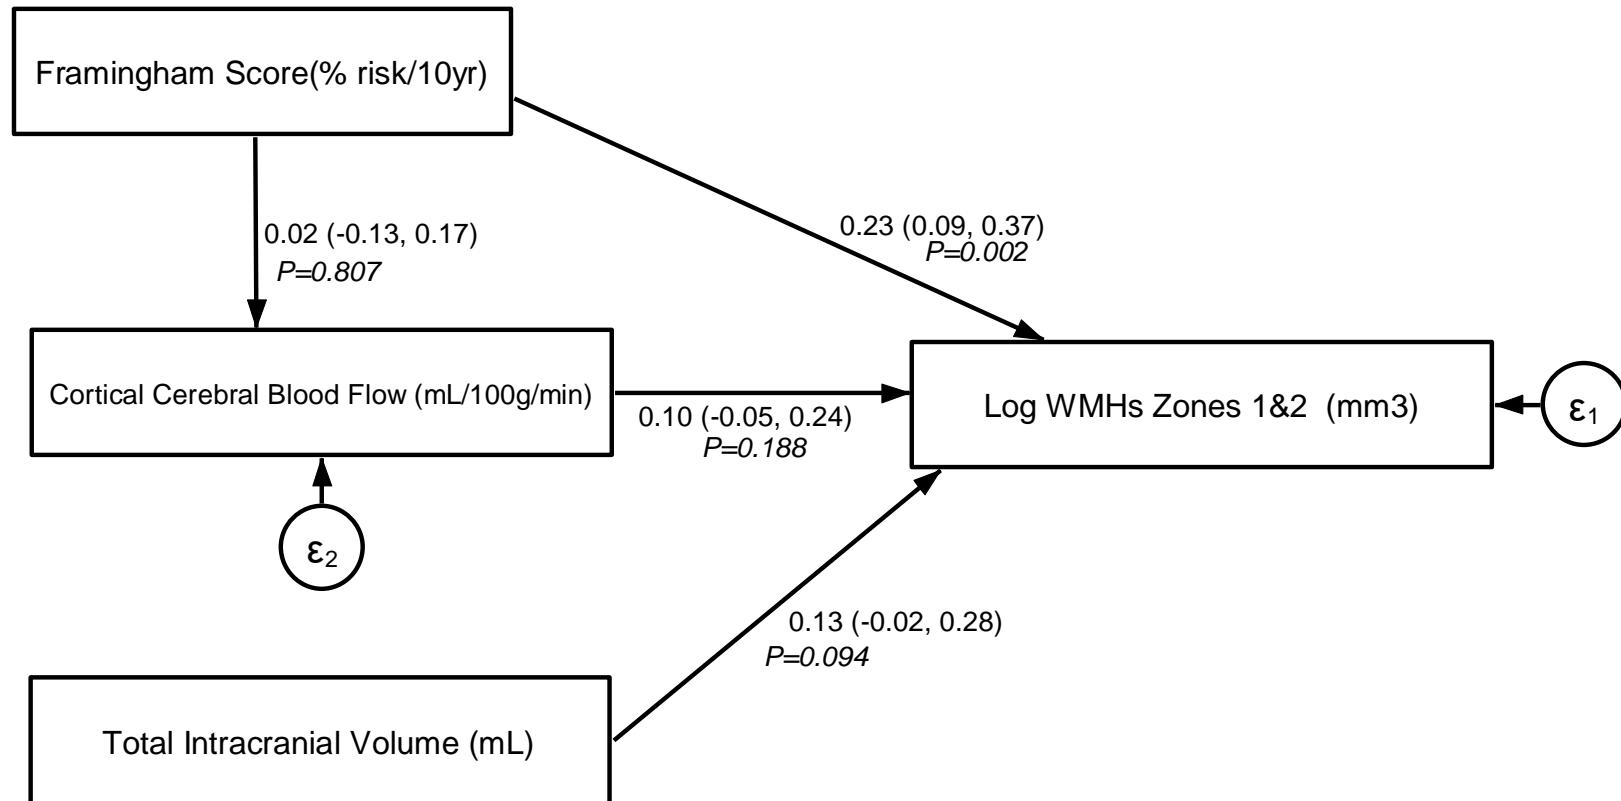 Framingham Score(% risk/10yr)
0.02 (-0.13, 0.17)
P=0.807
0.23 (0.09, 0.37)
P=0.002
Cortical Cerebral Blood Flow (mL/100g/min)
0.10 (-0.05, 0.24)
P=0.188
Log WMHs Zones 1&2 (mm3)
ε1
ε2
0.13 (-0.02, 0.28)
P=0.094
Total Intracranial Volume (mL)